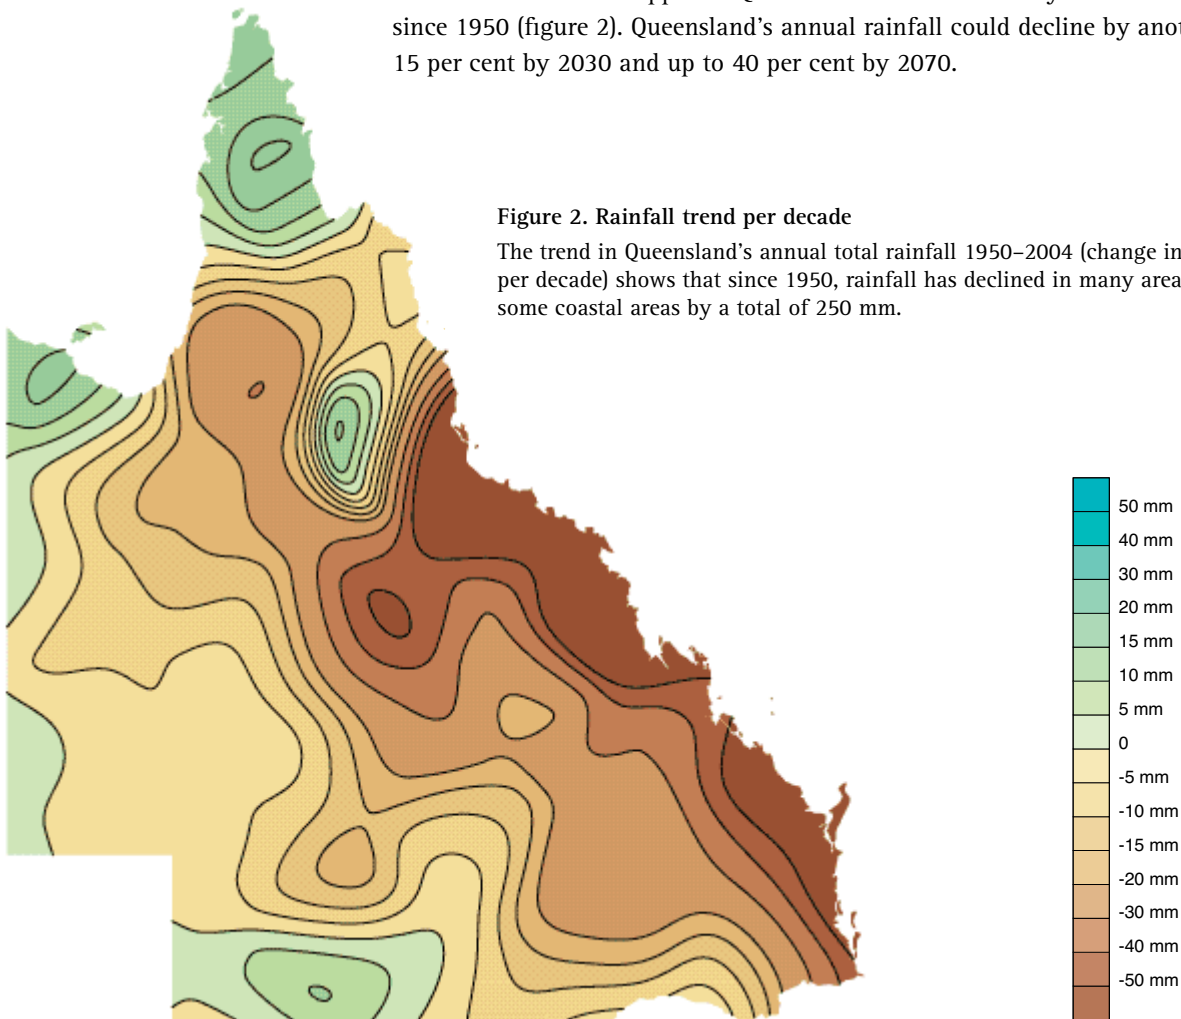 since 1950 (figure 2). Queensland's annual rainfall could decline by
15 per cent by 2030 and up to 40 per cent by 2070.
Figure 2. Rainfall trend per decade
The trend in Queensland's annual total rainfall 1950–2004 (change in
per decade) shows that since 1950, rainfall has declined in many
some coastal areas by a total of 250 mm.
50 mm
40 mm
30 mm
20 mm
15 mm
10 mm
5 mm
0
-5 mm
-10 mm
-15 mm
-20 mm
-30 mm
-40 mm
-50 mm